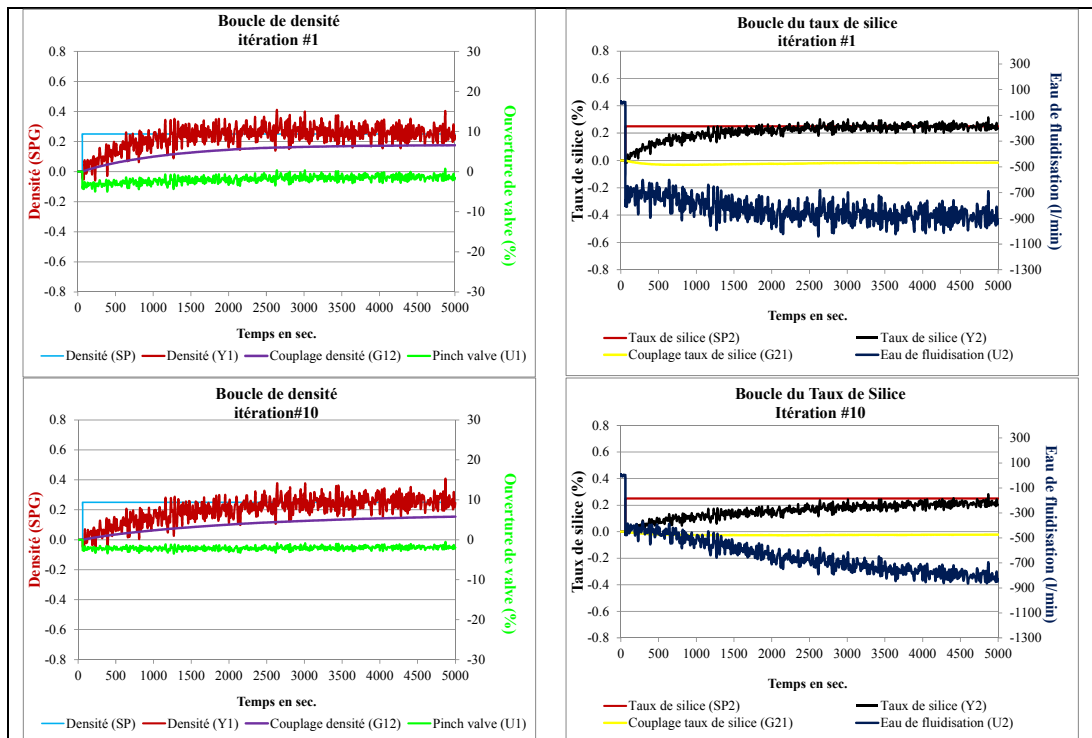 Boucle de densité
itération #1
Densité (SPG)
0.8
0.6
0.4
0.2
0.0
-0.2
-0.4
-0.6
-0.8
30
20
10
0
-10
-20
-30
Ouverture de valve (%)
0 500 1000 1500 2000 2500 3000 3500 4000 4500 5000
Temps en sec.
Densité (SP) Densité (Y1) Couplage densité (G12) Pinch valve (U1)
Boucle du taux de silice
itération #1
Taux de silice (%)
0.8
0.6
0.4
0.2
0.0
-0.2
-0.4
-0.6
-0.8
300
100
-100
-300
-500
-700
-900
-1100
-1300
Eau de fluidisation (l/min)
0 500 1000 1500 2000 2500 3000 3500 4000 4500 5000
Temps en sec.
Taux de silice (SP2) Taux de silice (Y2)
Couplage taux de silice (G21) Eau de fluidisation (U2)
Boucle de densité
itération#10
Densité (SPG)
0.8
0.6
0.4
0.2
0.0
-0.2
-0.4
-0.6
-0.8
30
20
10
0
-10
-20
-30
Ouverture de valve (%)
0 500 1000 1500 2000 2500 3000 3500 4000 4500 5000
Temps en sec.
Densité (SP) Densité (Y1) Couplage densité (G12) Pinch valve (U1)
Boucle du Taux de Silice
Itération #10
Taux de silice (%)
0.8
0.6
0.4
0.2
0.0
-0.2
-0.4
-0.6
-0.8
300
100
-100
-300
-500
-700
-900
-1100
-1300
Eau de fluidisation (l/min)
0 500 1000 1500 2000 2500 3000 3500 4000 4500 5000
Temps en sec.
Taux de silice (SP2) Taux de silice (Y2)
Couplage taux de silice (G21) Eau de fluidisation (U2)